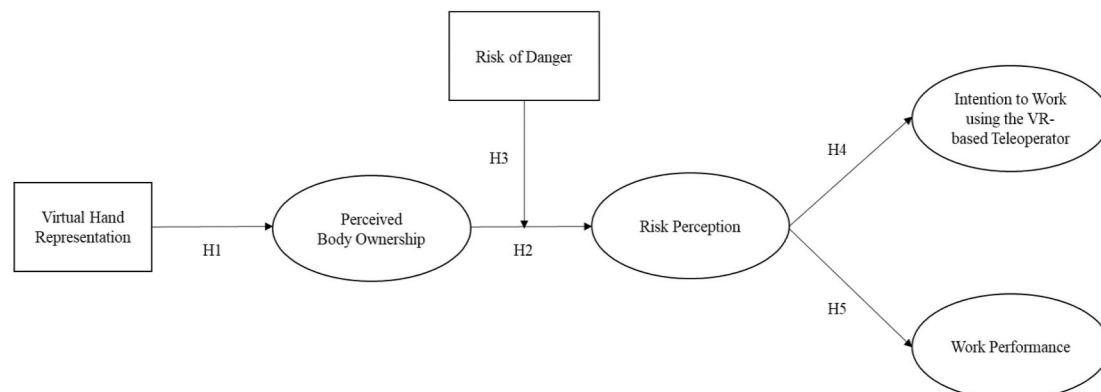 Risk of Danger
Intention to Work
using the VR-
based Teleoperator
H3
H4
Virtual Hand
Representation
Perceived
Body Ownership
Risk Perception
H1
H2
H5
Work Performance